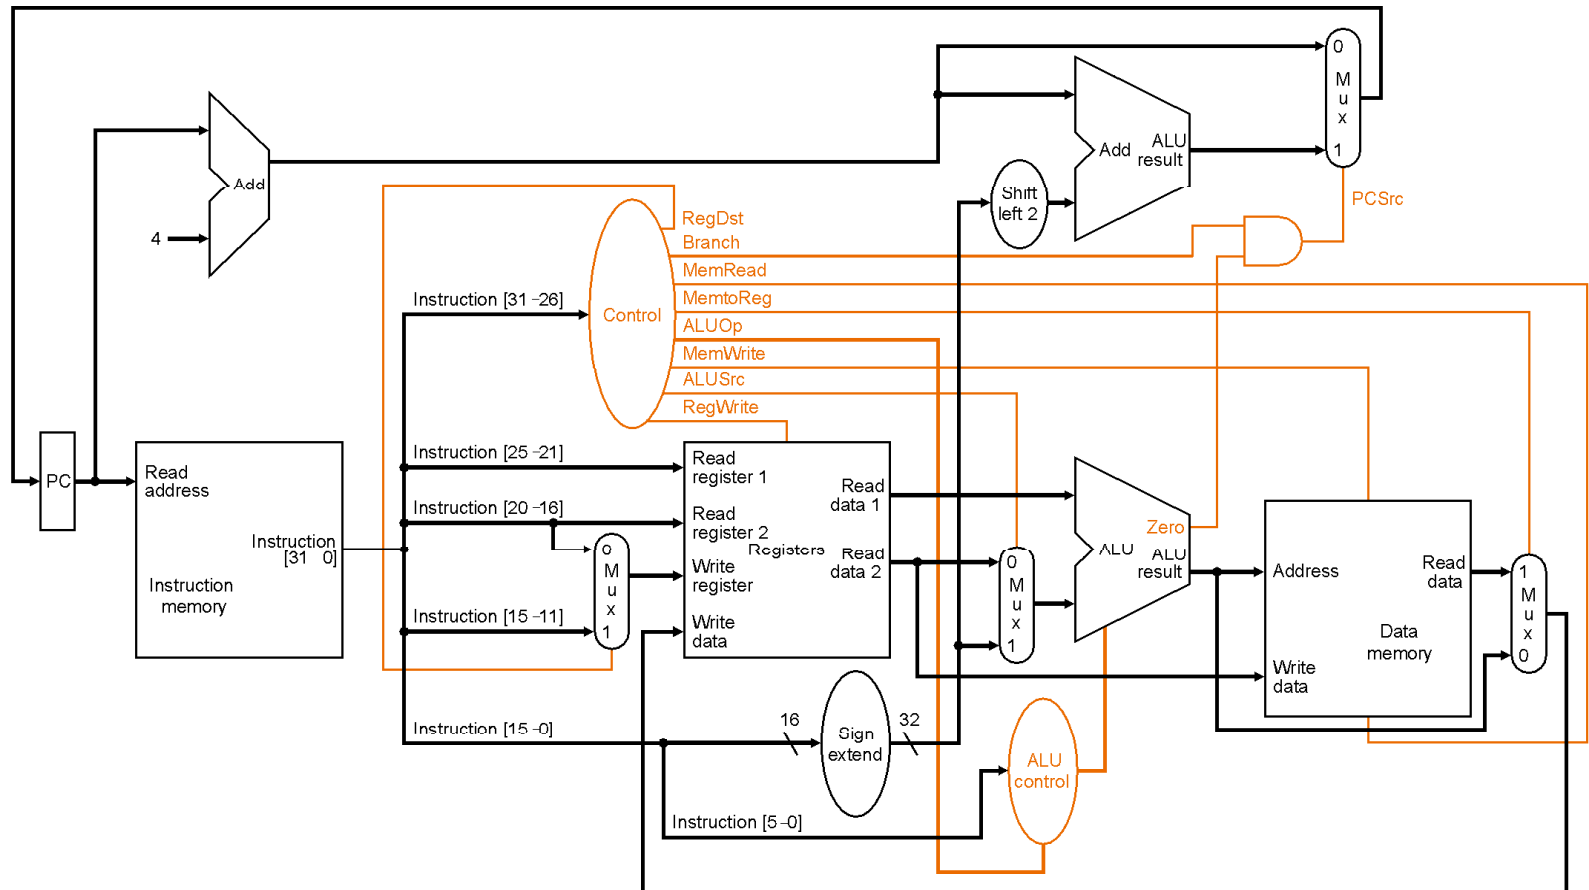 0
M
u
x
1
Add
ALU
result
Add
4
Shift
left 2
PCSrc
RegDst
Branch
MemRead
MemtoReg
ALUOp
MemWrite
ALUSrc
RegWrite
Control
Instruction [31–26]
Instruction [25–21]
Instruction [20–16]
Instruction [15–11]
Instruction [15–0]
Instruction [5–0]
PC
Read
address
Instruction
[31 0]
Instruction
memory
0
M
u
x
1
Read
register 1
Read
register 2
Write
register
Write
data
Registers
Read
data 1
Read
data 2
0
M
u
x
1
Zero
ALU
ALU
result
Address
Write
data
Read
data
Data
memory
1
M
u
x
0
16
Sign
extend
32
ALU
control